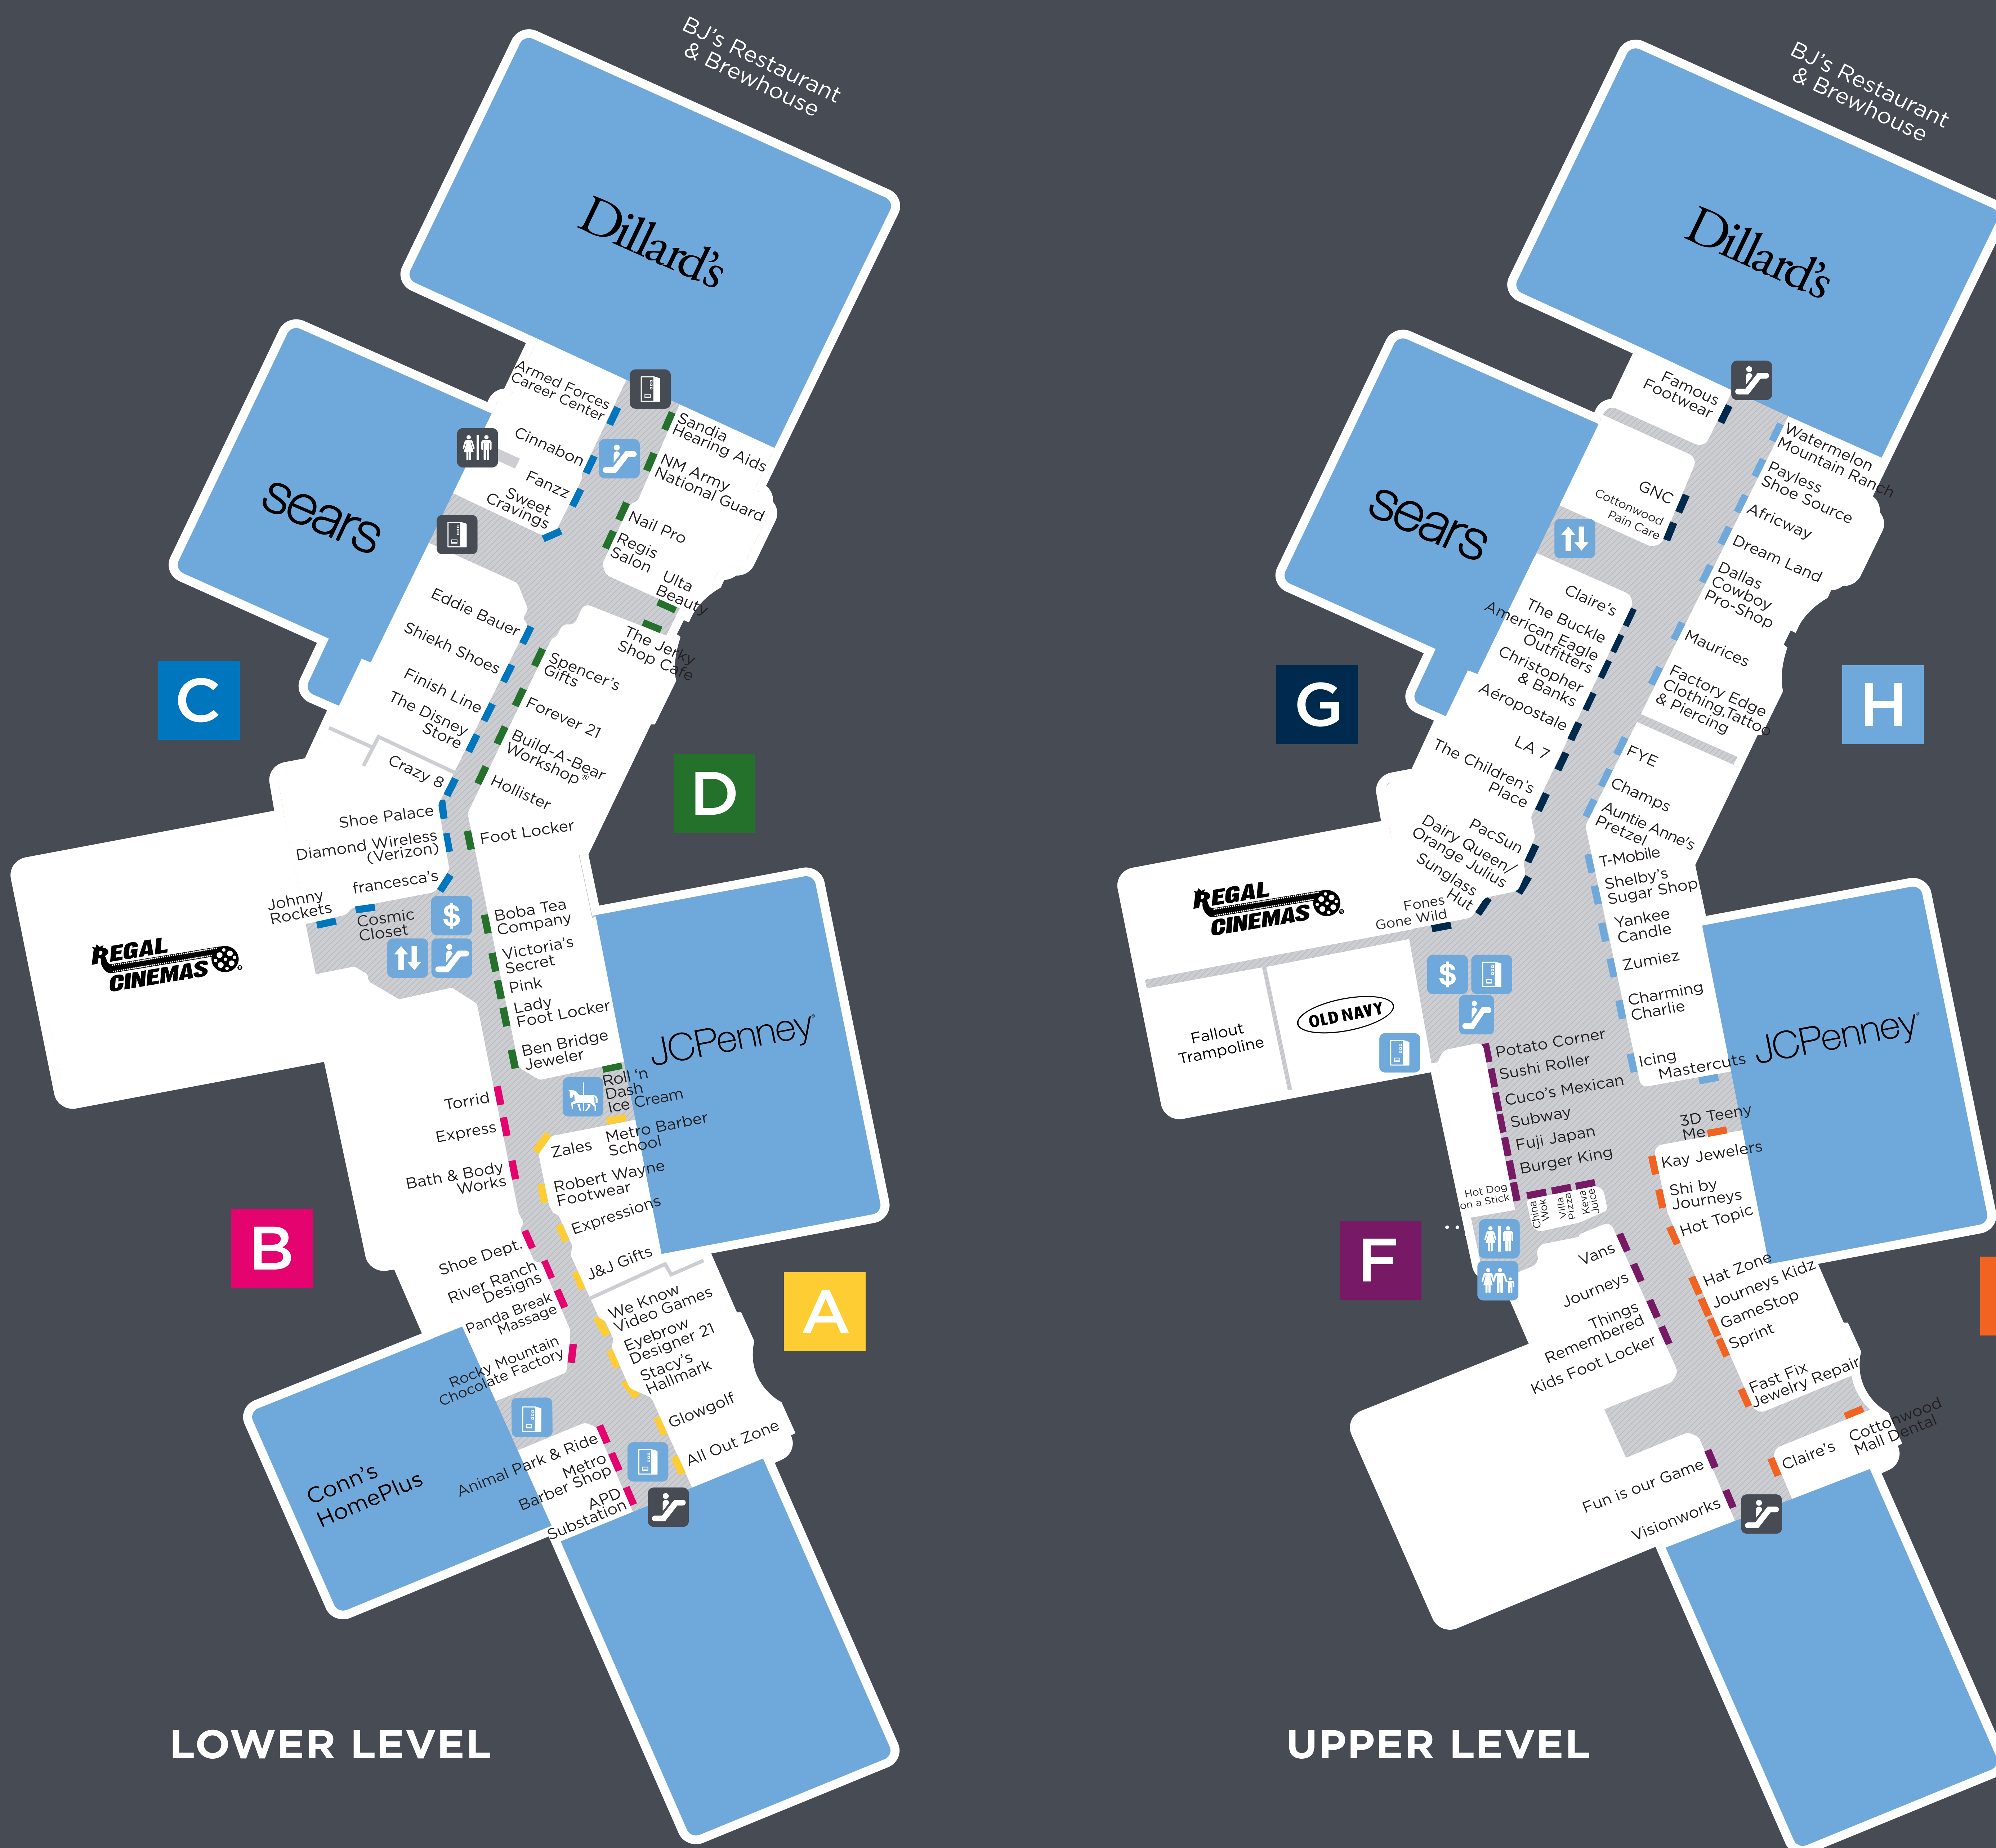 BJ's Restaurant
& Brewhouse
Dillard's
sears
Armed Forces
Career Center
Cinnabon
Fanzz
Sweet
Cravings
Sandia
Hearing Aids
NM Army
National Guard
Nail Pro
Regis
Salon
Ulta
Beauty
The Jerky
Shop Cafe
Eddie Bauer
Shiekh Shoes
Finish Line
The Disney
Store
Crazy 8
Shoe Palace
Diamond Wireless
(Verizon)
francesca's
Johnny
Rockets
Cosmic
Closet
$
C
Spencer's
Gifts
Forever 21
Build-A-Bear
Workshop®
Hollister
Foot Locker
D
Boba Tea
Company
Victoria's
Secret
Pink
Lady
Foot Locker
Ben Bridge
Jeweler
Roll 'n
Dash
Ice Cream
REGAL
CINEMAS
JCPenney
Torrid
Express
Bath & Body
Works
B
Shoe Dept.
River Ranch
Designs
Panda Break
Massage
Rocky Mountain
Chocolate Factory
Animal Park & Ride
Metro
Barber Shop
APD
Substation
Conn's
HomePlus
Metro Barber
School
Zales
Robert Wayne
Footwear
Expressions
J&J Gifts
We Know
Video Games
Eyebrow
Designer 21
Stacy's
Hallmark
Glowgolf
All Out Zone
A
LOWER LEVEL
BJ's Restaurant
& Brewhouse
Dillard's
sears
Famous
Footwear
GNC
Cottonwood
Pain Care
Claire's
The Buckle
American Eagle
Outfitters
Christopher
& Banks
Aéropostale
LA 7
The Children's
Place
PacSun
Dairy Queen/
Orange Julius
Sunglass
Hut
Fones
Gone Wild
G
Watermelon
Mountain Ranch
Payless
Shoe Source
Africway
Dream Land
Dallas
Cowboy
Pro-Shop
Maurices
Factory Edge
Clothing,Tattoo
& Piercing
FYE
Champs
Auntie Anne's
Pretzel
T-Mobile
Shelby's
Sugar Shop
Yankee
Candle
Zumiez
Charming
Charlie
Icing
Mastercuts
H
REGAL
CINEMAS
Fallout
Trampoline
OLD NAVY
$
JCPenney
Potato Corner
Sushi Roller
Cuco's Mexican
Subway
Fuji Japan
Burger King
Hot Dog
on a Stick
China
Wok
Villa
Pizza
Keva
Juice
F
Vans
Journeys
Things
Remembered
Kids Foot Locker
Fun is our Game
Visionworks
3D Teeny
Me
Kay Jewelers
Shi by
Journeys
Hot Topic
Hat Zone
Journeys Kidz
GameStop
Sprint
Fast Fix
Jewelry Repair
Cottonwood
Mall Dental
Claire's
UPPER LEVEL